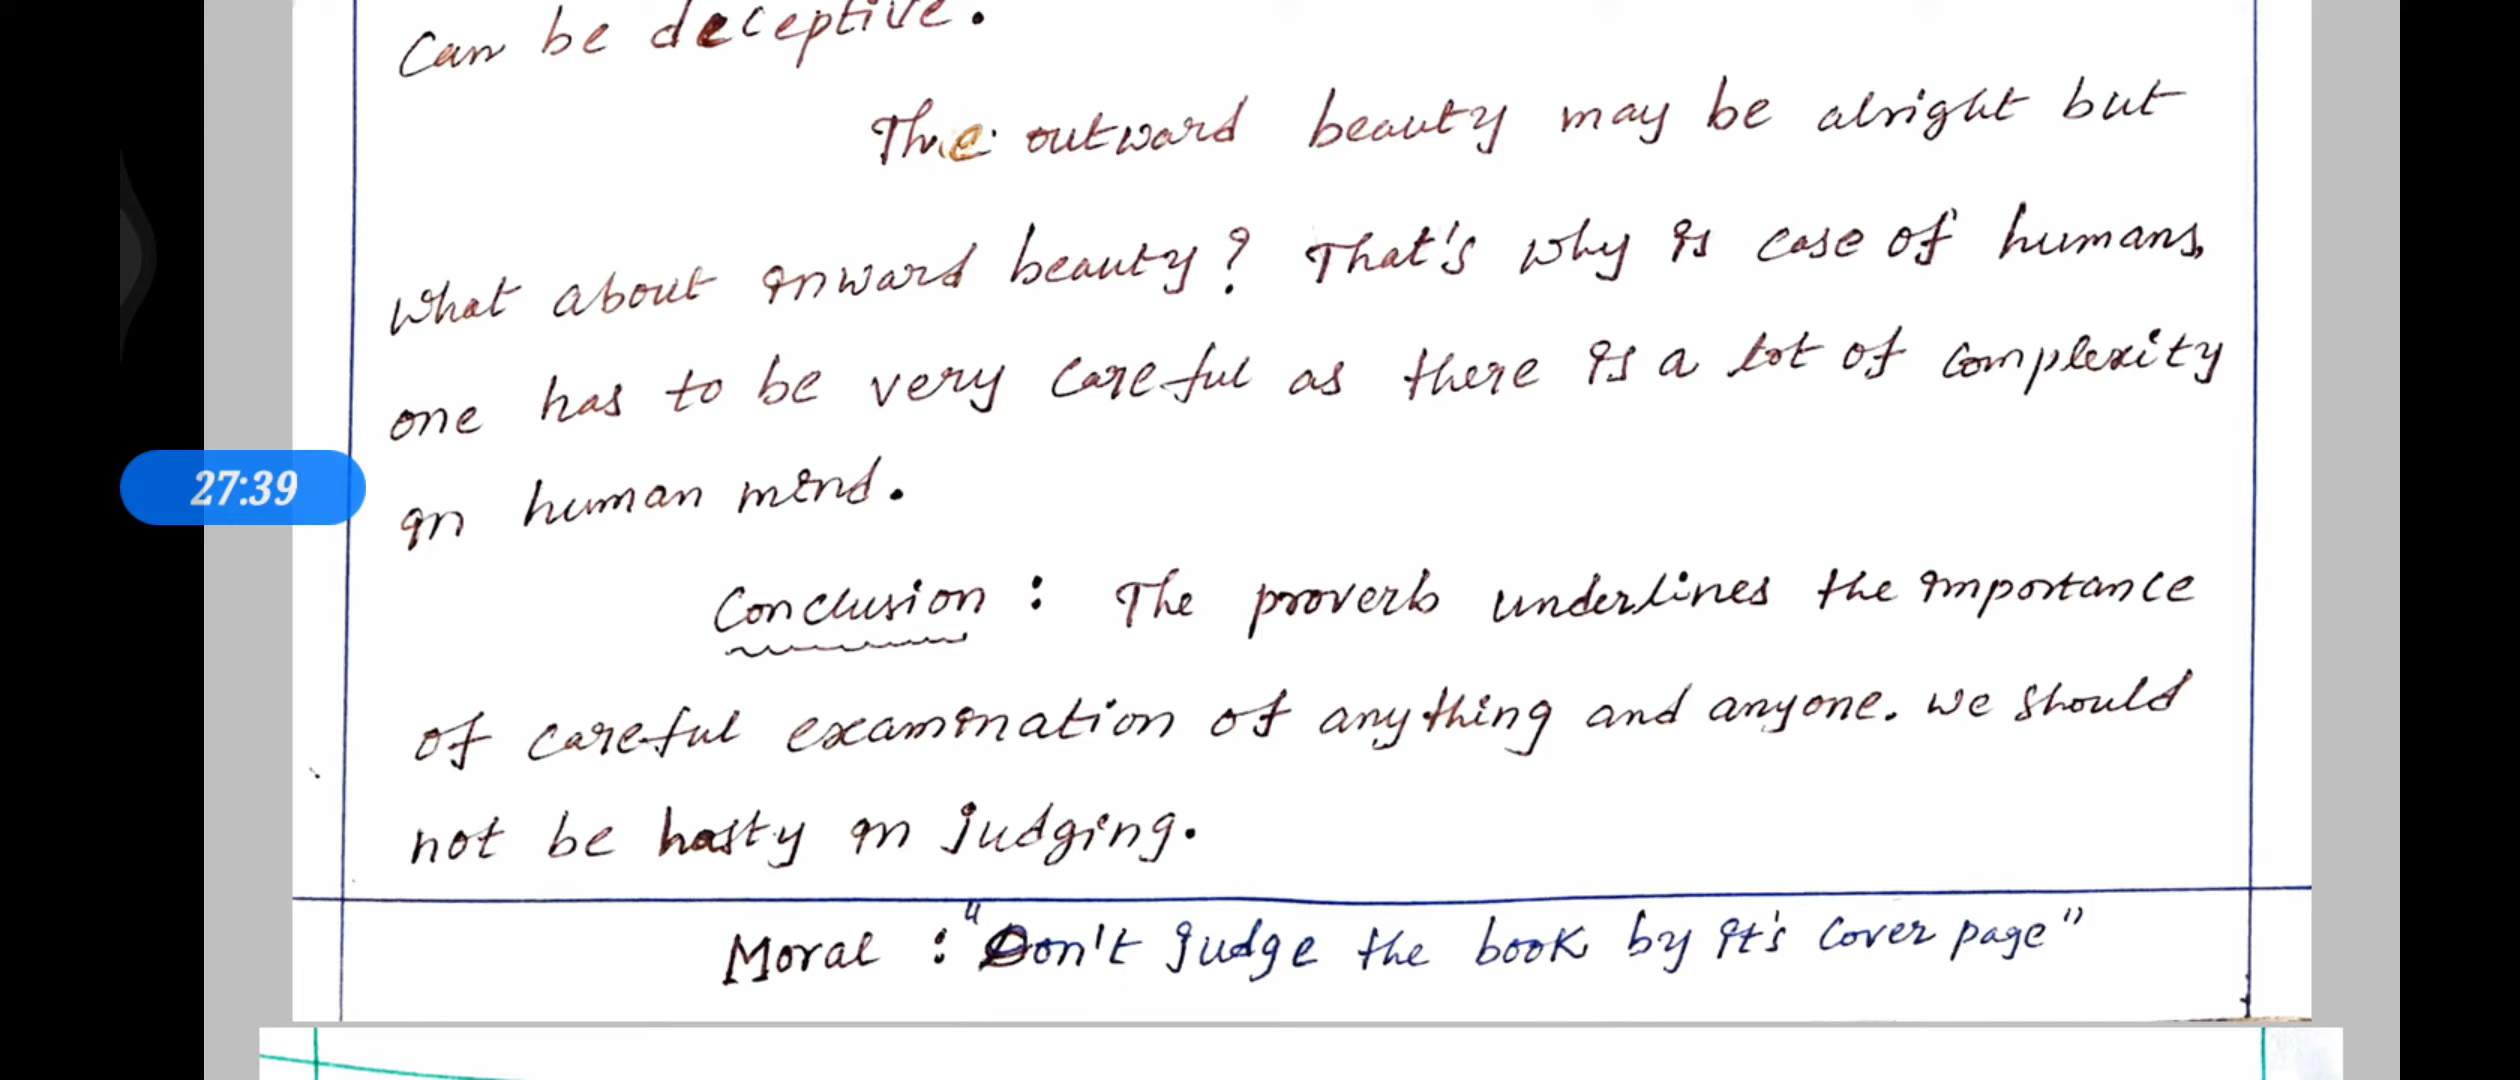 can be deceptive.
The outward beauty may be alright but
what about inward beauty? That's why is case of humans,
one has to be very careful as there is a lot of complexity
in human mind.
27:39
Conclusion : The proverb underlines the importance
of careful examination of anything and anyone. we should
not be hasty in judging.
Moral : "Don't judge the book by it's cover page"